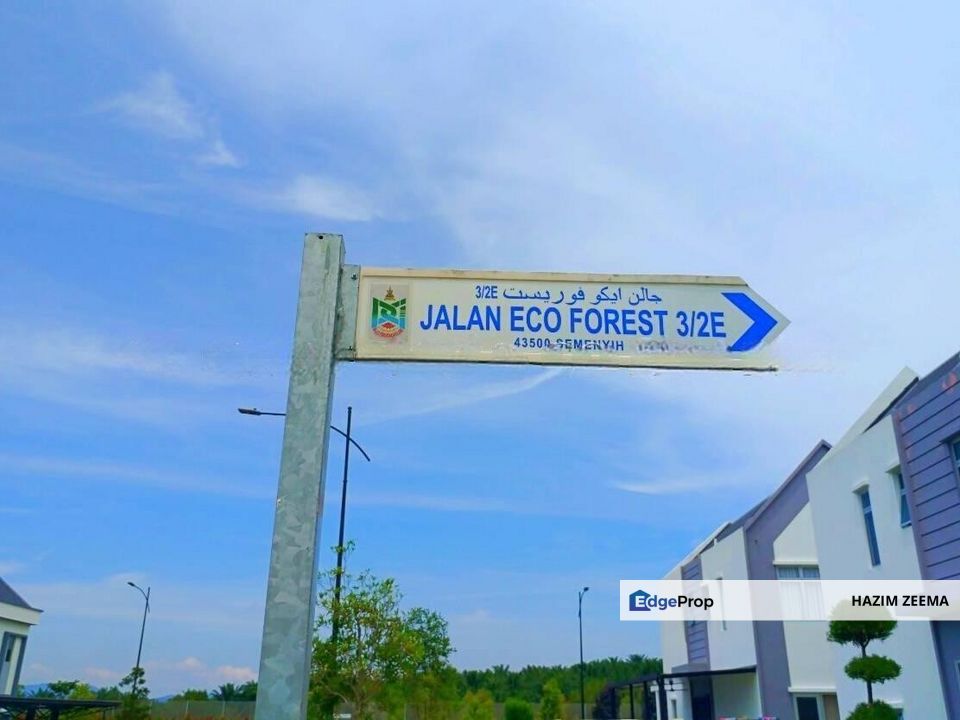 جالن ايكو فوريست 3/2E
JALAN ECO FOREST 3/2E
43500 SEMENYIH
EdgeProp
HAZIM ZEEMA